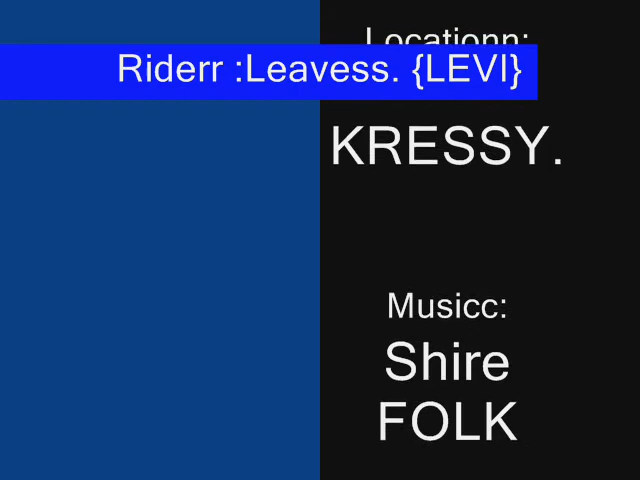 Locationn:
Riderr :Leavess. {LEVI}
KRESSY.
Musicc:
Shire
FOLK